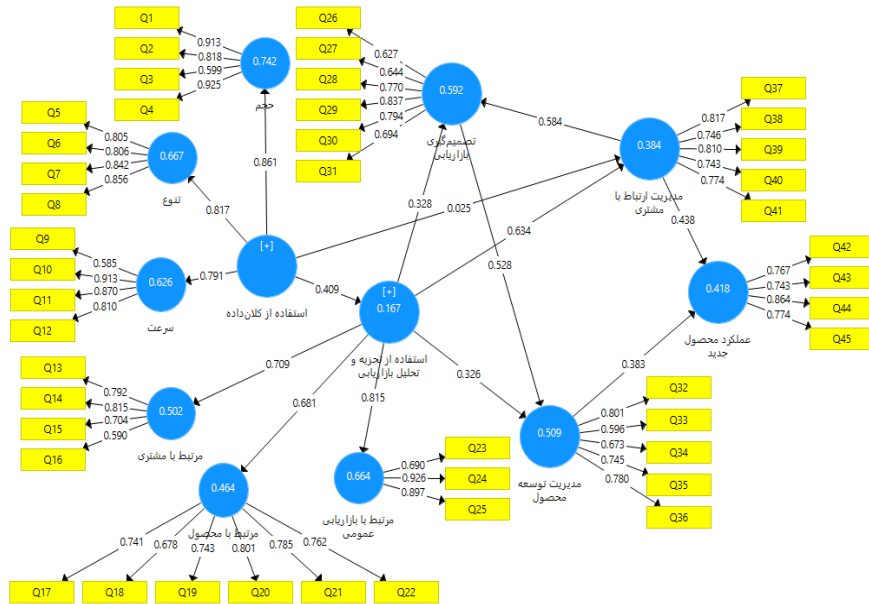 Q1
Q2
Q3
Q4
0.913
0.818
0.599
0.925
0.742
حجم
Q5
Q6
Q7
Q8
0.805
0.806
0.842
0.856
0.667
تنوع
Q9
Q10
Q11
Q12
0.585
0.913
0.870
0.810
0.626
سرعت
0.861
0.817
0.791
[+]
استفاده از کلان‌داده
0.409
0.025
Q26
Q27
Q28
Q29
Q30
Q31
0.627
0.644
0.770
0.837
0.794
0.694
0.592
تصمیم‌گیری
بازاریابی
0.584
0.328
0.634
0.528
0.384
مدیریت ارتباط با
مشتری
0.817
0.746
0.810
0.743
0.774
Q37
Q38
Q39
Q40
Q41
0.438
[+]
0.167
استفاده از تجزیه و
تحلیل بازاریابی
0.709
0.681
0.815
0.326
0.383
0.418
عملکرد محصول
جدید
0.767
0.743
0.864
0.774
Q42
Q43
Q44
Q45
Q13
Q14
Q15
Q16
0.792
0.815
0.704
0.590
0.502
مرتبط با مشتری
0.464
مرتبط با محصول
0.741
0.678
0.743
0.801
0.785
0.762
Q17
Q18
Q19
Q20
Q21
Q22
0.664
مرتبط با بازاریابی
عمومی
0.690
0.926
0.897
Q23
Q24
Q25
0.509
مدیریت توسعه
محصول
0.801
0.596
0.673
0.745
0.780
Q32
Q33
Q34
Q35
Q36